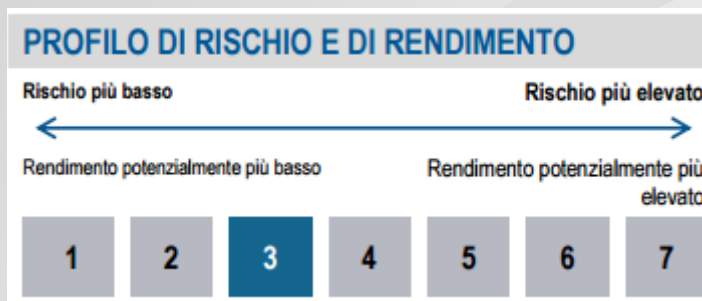 PROFILO DI RISCHIO E DI RENDIMENTO
Rischio più basso Rischio più elevato
Rendimento potenzialmente più basso Rendimento potenzialmente più
elevato
1 2 3 4 5 6 7